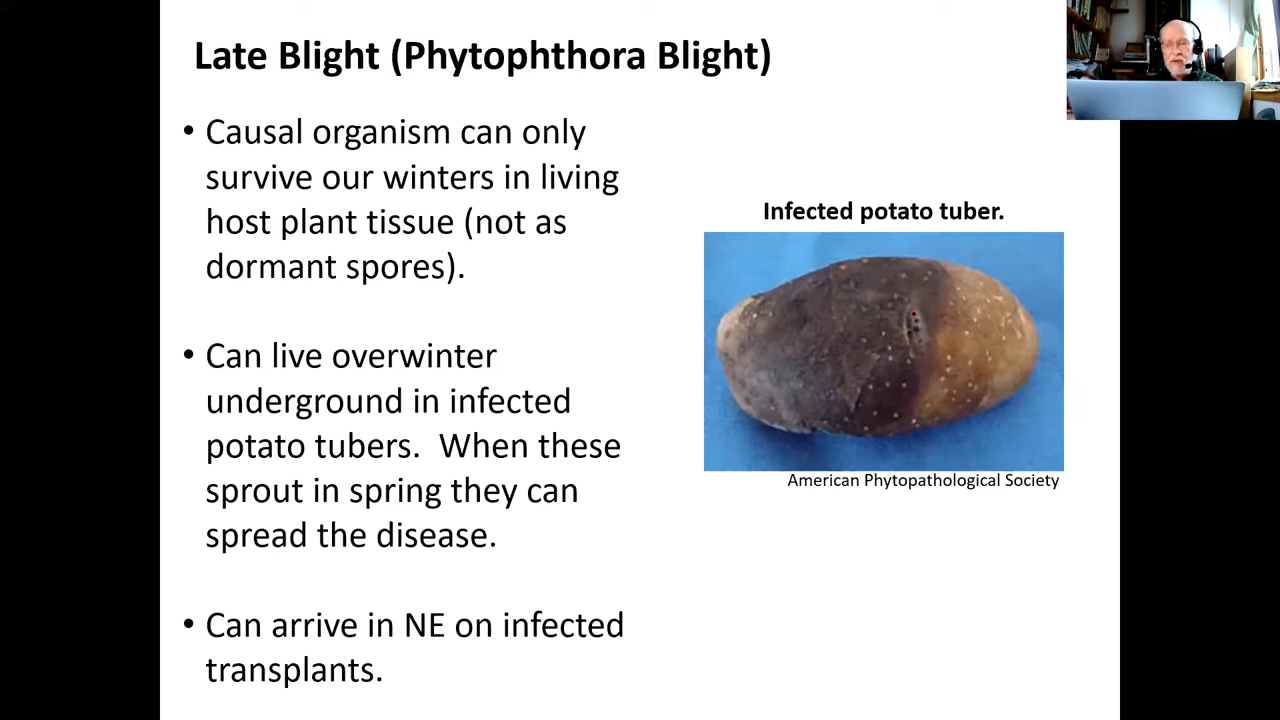 Late Blight (Phytophthora Blight)
• Causal organism can only
survive our winters in living
host plant tissue (not as
dormant spores).
• Can live overwinter
underground in infected
potato tubers.  When these
sprout in spring they can
spread the disease.
• Can arrive in NE on infected
transplants.
Infected potato tuber.
American Phytopathological Society